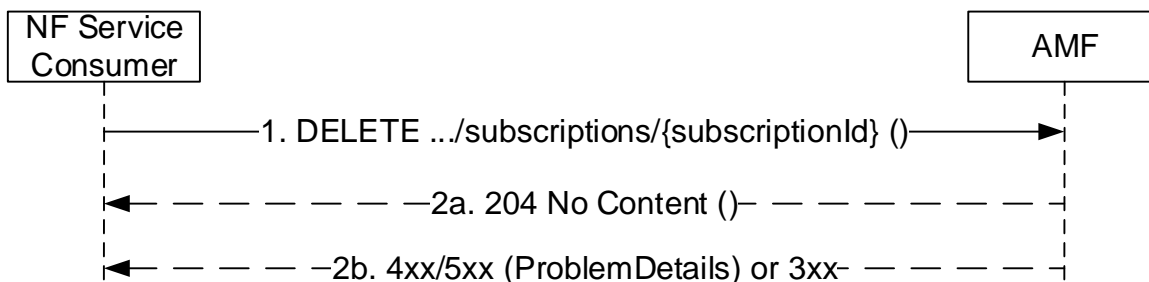 NF Service
Consumer
AMF
1. DELETE .../subscriptions/{subscriptionId} ()
2a. 204 No Content ()
2b. 4xx/5xx (ProblemDetails) or 3xx